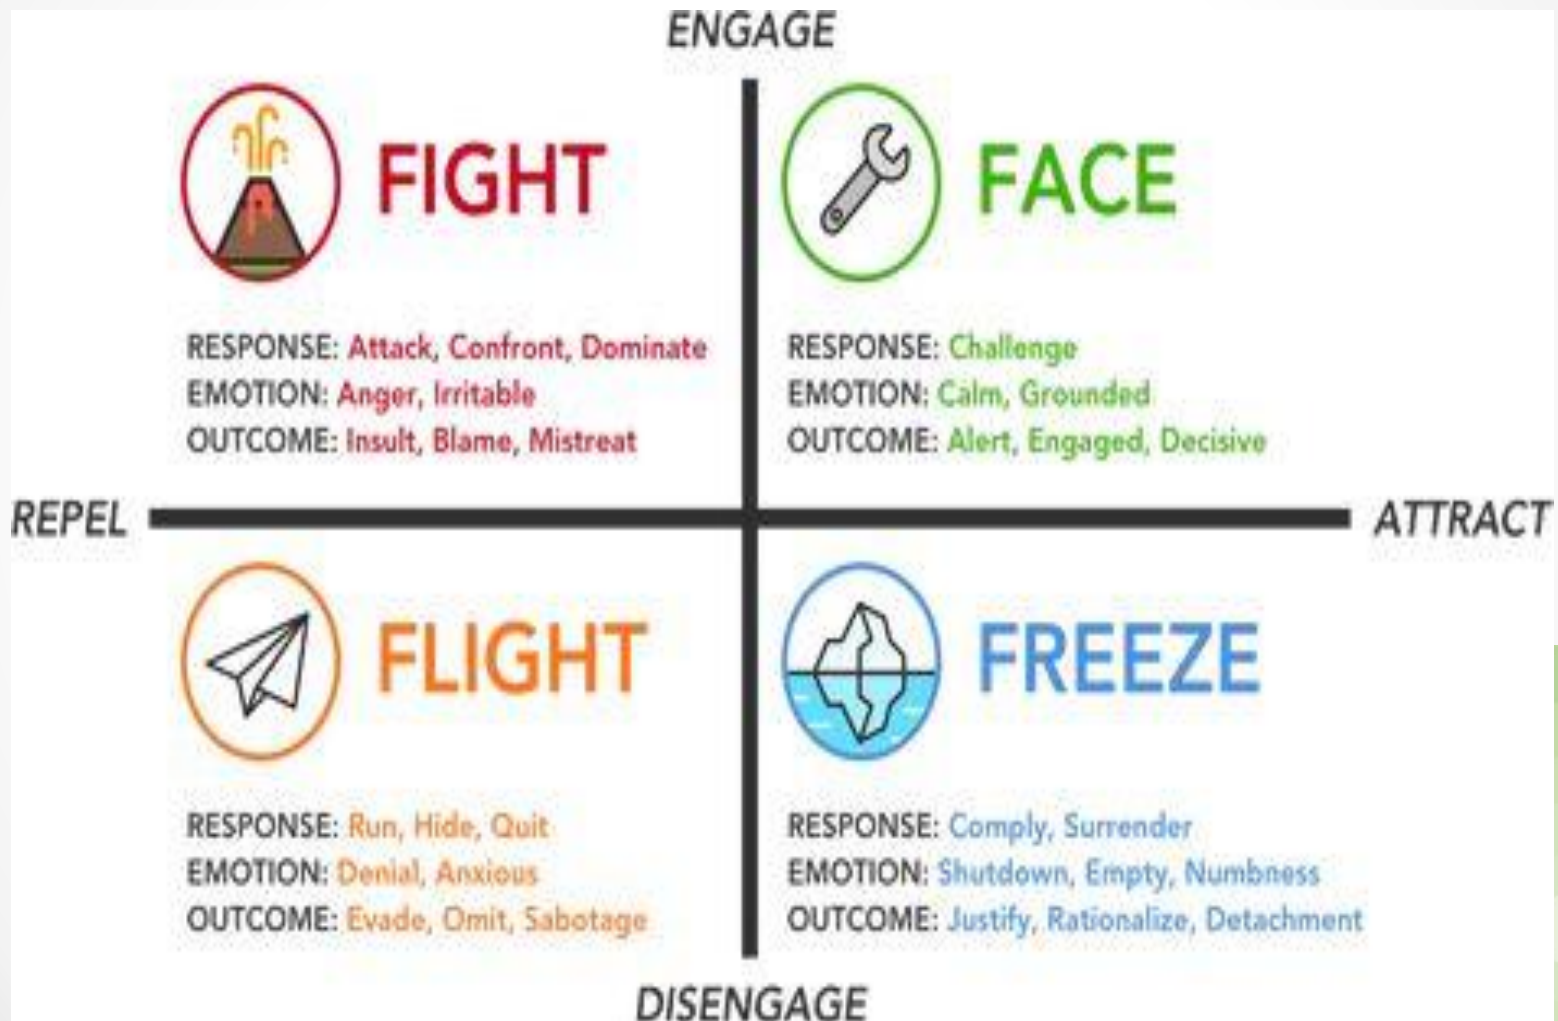 ENGAGE
FIGHT
RESPONSE: Attack, Confront, Dominate
EMOTION: Anger, Irritable
OUTCOME: Insult, Blame, Mistreat
FACE
RESPONSE: Challenge
EMOTION: Calm, Grounded
OUTCOME: Alert, Engaged, Decisive
REPEL
ATTRACT
FLIGHT
RESPONSE: Run, Hide, Quit
EMOTION: Denial, Anxious
OUTCOME: Evade, Omit, Sabotage
FREEZE
RESPONSE: Comply, Surrender
EMOTION: Shutdown, Empty, Numbness
OUTCOME: Justify, Rationalize, Detachment
DISENGAGE